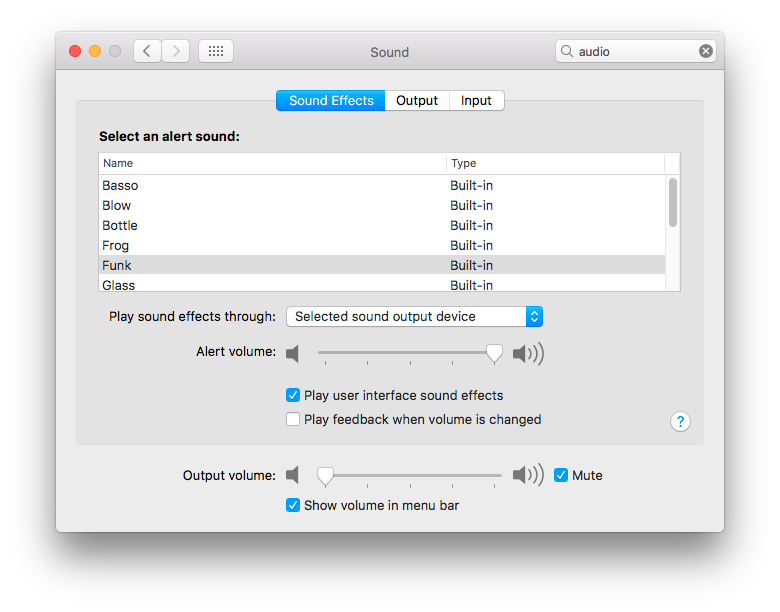 Sound
audio
Sound Effects Output Input
Select an alert sound:
Name Type
Basso Built-in
Blow Built-in
Bottle Built-in
Frog Built-in
Funk Built-in
Glass Built-in
Play sound effects through: Selected sound output device
Alert volume:
Play user interface sound effects
Play feedback when volume is changed
?
Output volume: Mute
Show volume in menu bar